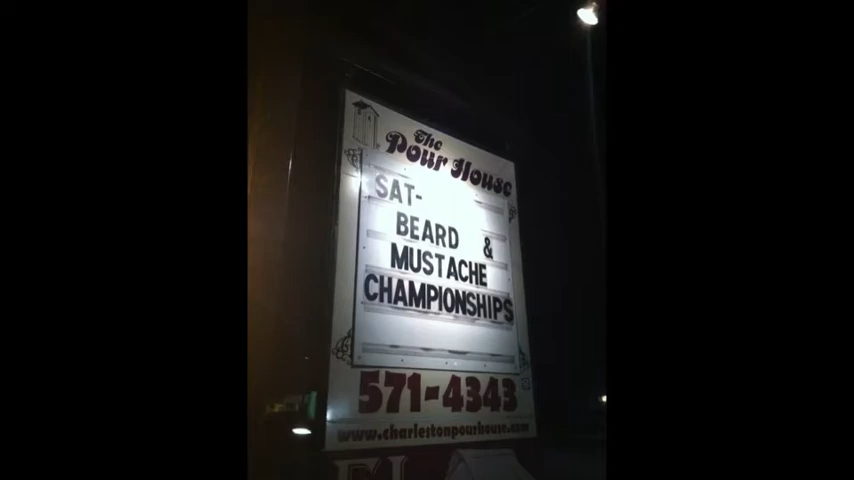 The
Pour House
SAT-
BEARD &
MUSTACHE
CHAMPIONSHIPS
571-4343
www.charlestonpourhouse.com